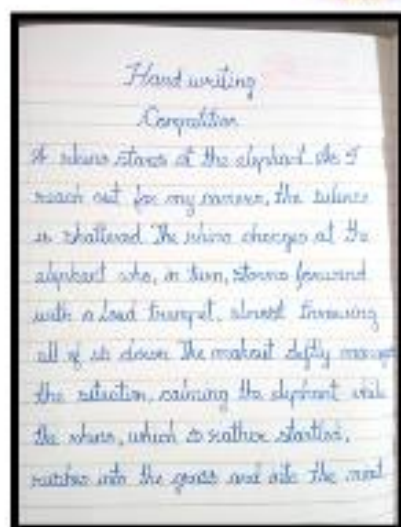 Hand writing
Competition
A rhino stares at the elephant. As I
reach out for my camera, the silence
is shattered. The rhino charges at the
elephant who, in turn, storms forward
with a loud trumpet, almost throwing
all of us down. The mahout deftly manages
the situation, calming the elephant while
the rhino, which is rather startled,
rushes into the grass and into the